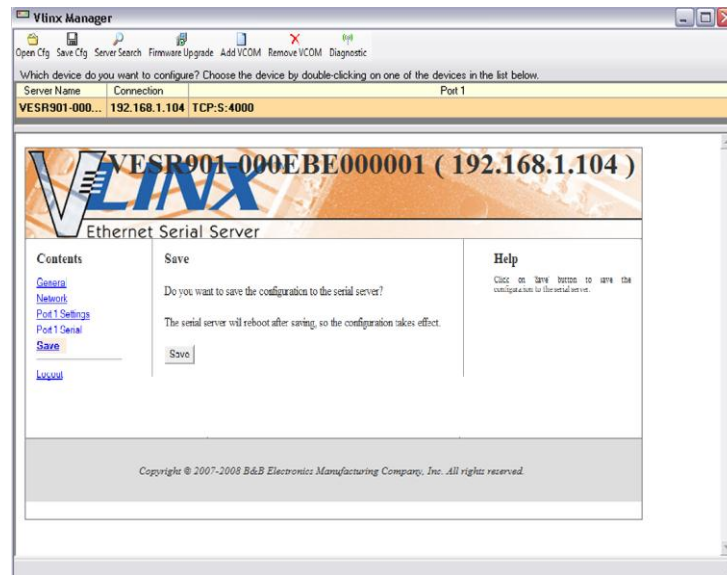 Vlinx Manager
Open Cfg Save Cfg Server Search Firmware Upgrade Add VCOM Remove VCOM Diagnostic
Which device do you want to configure? Choose the device by double-clicking on one of the devices in the list below.
Server Name Connection Port 1
VESR901-000... 192.168.1.104 TCP:S:4000
VESR901-000EBE000001 ( 192.168.1.104 )
VLINX
Ethernet Serial Server
Contents
General
Network
Port 1 Settings
Port 1 Serial
Save
Logout
Save
Do you want to save the configuration to the serial server?
The serial server will reboot after saving, so the configuration takes effect.
Save
Help
Click on 'Save' button to save the
configuration to the serial server.
Copyright © 2007-2008 B&B Electronics Manufacturing Company, Inc. All rights reserved.